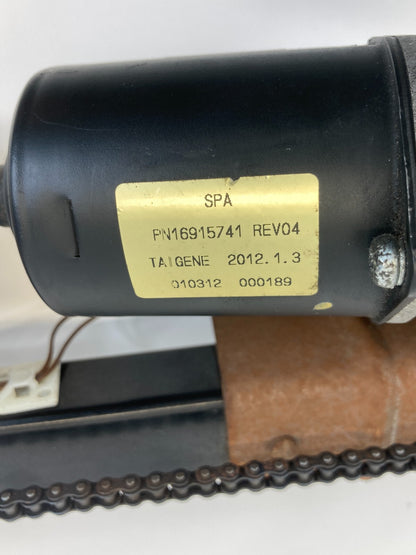 SPA
PN16915741 REV04
TAIGENE 2012.1.3
010312 000189